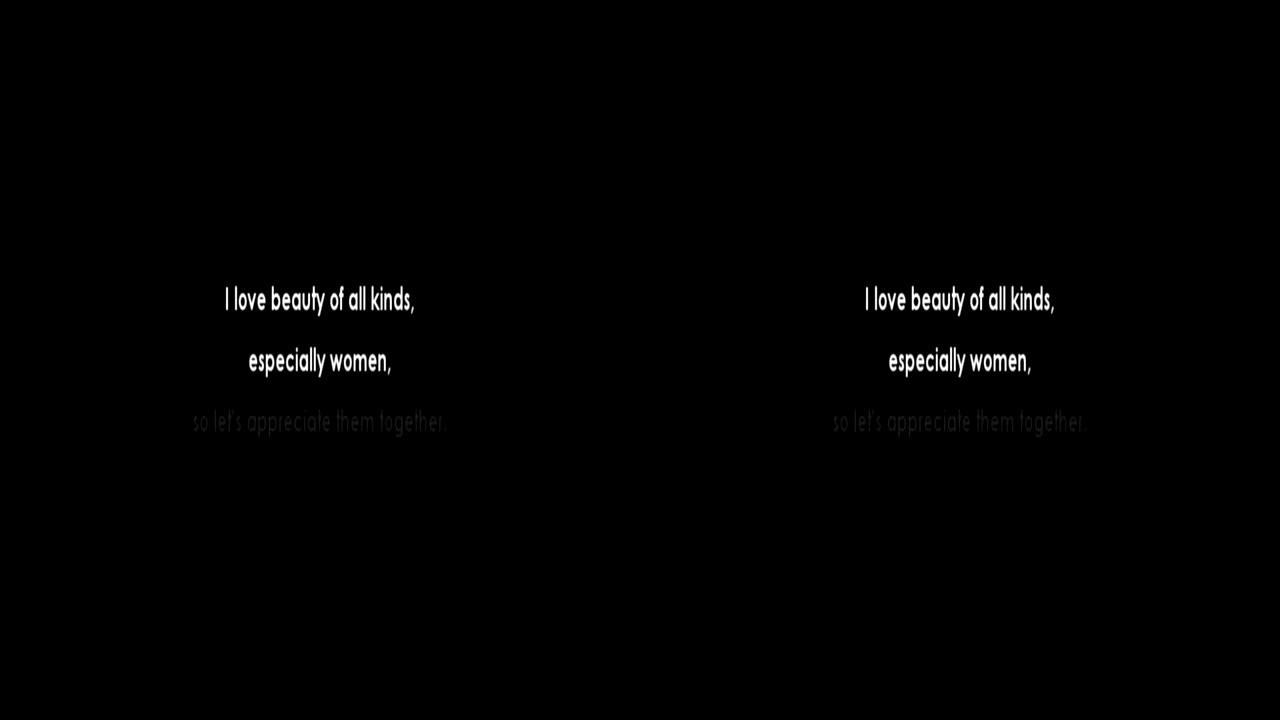 I love beauty of all kinds,
especially women,
so let's appreciate them together.
I love beauty of all kinds,
especially women,
so let's appreciate them together.